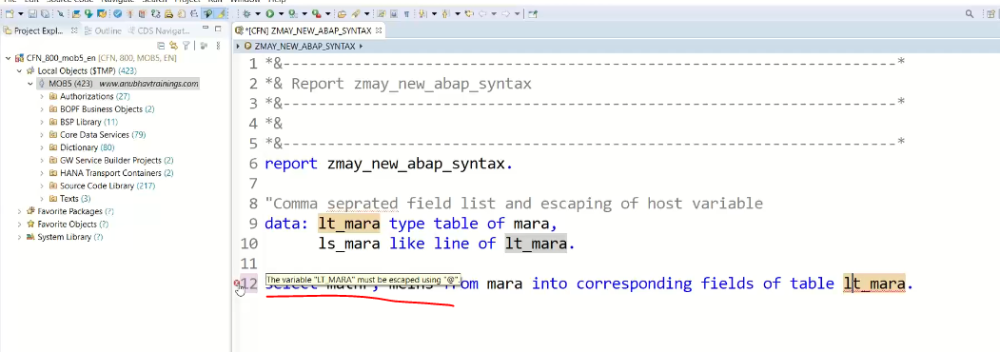 Project Expl...
Outline
CDS Navigat...
CFN_800_mob5_en [CFN, 800, MOB5, EN]
Local Objects ($TMP) (423)
MOB5 (423) www.anubhavtrainings.com
Authorizations (27)
BOPF Business Objects (2)
BSP Library (11)
Core Data Services (79)
Dictionary (80)
GW Service Builder Projects (2)
HANA Transport Containers (2)
Source Code Library (217)
Texts (3)
Favorite Packages (?)
Favorite Objects (?)
System Library (?)
*[CFN] ZMAY_NEW_ABAP_SYNTAX
ZMAY_NEW_ABAP_SYNTAX
1 *&---------------------------------------------------------------------*
2 *& Report zmay_new_abap_syntax
3 *&---------------------------------------------------------------------*
4 *&
5 *&---------------------------------------------------------------------*
6 report zmay_new_abap_syntax.
7
8 "Comma seprated field list and escaping of host variable
9 data: lt_mara type table of mara,
10 ls_mara like line of lt_mara.
11
The variable "LT_MARA" must be escaped using "@".
12 select matnr, meins from mara into corresponding fields of table lt_mara.